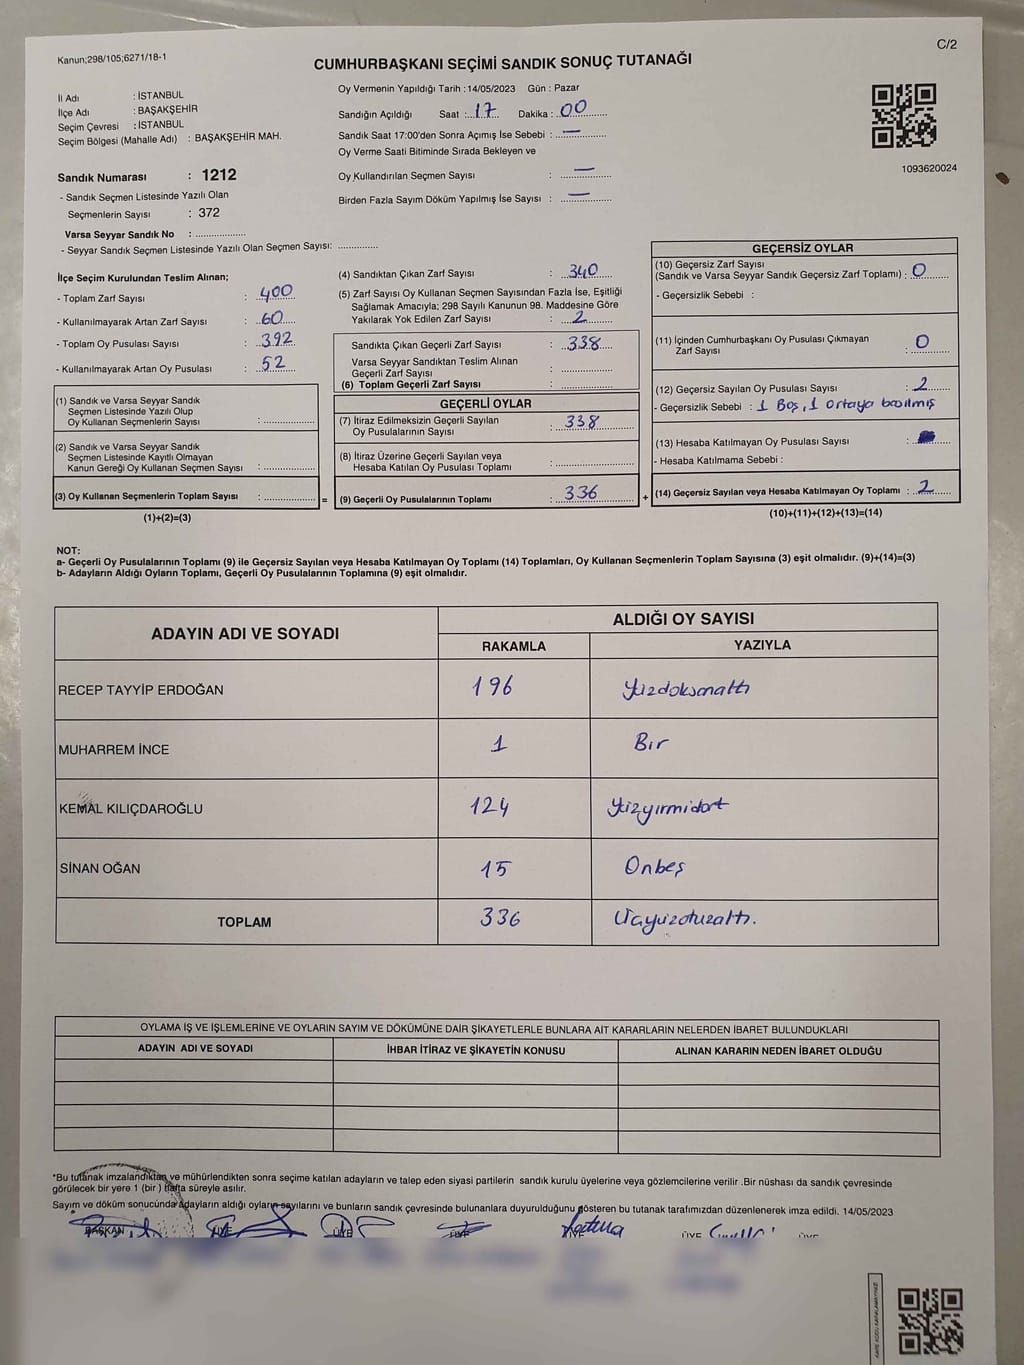 Kanun;298/105;6271/18-1
C/2
CUMHURBAŞKANI SEÇİMİ SANDIK SONUÇ TUTANAĞI
İl Adı : İSTANBUL
İlçe Adı : BAŞAKŞEHİR
Seçim Çevresi : İSTANBUL
Seçim Bölgesi (Mahalle Adı) : BAŞAKŞEHİR MAH.
Sandık Numarası : 1212
- Sandık Seçmen Listesinde Yazılı Olan
Seçmenlerin Sayısı : 372
Varsa Seyyar Sandık No : ..............
- Seyyar Sandık Seçmen Listesinde Yazılı Olan Seçmen Sayısı: ............
Oy Vermenin Yapıldığı Tarih :14/05/2023 Gün : Pazar
Sandığın Açıldığı Saat :..17.. Dakika :..00
Sandık Saat 17:00'den Sonra Açımış İse Sebebi : —
Oy Verme Saati Bitiminde Sırada Bekleyen ve
Oy Kullandırılan Seçmen Sayısı : —
Birden Fazla Sayım Döküm Yapılmış İse Sayısı : —
1093620024
İlçe Seçim Kurulundan Teslim Alınan;
- Toplam Zarf Sayısı : 400
- Kullanılmayarak Artan Zarf Sayısı : 60
- Toplam Oy Pusulası Sayısı : 392
- Kullanılmayarak Artan Oy Pusulası : 52
(1) Sandık ve Varsa Seyyar Sandık
Seçmen Listesinde Yazılı Olup
Oy Kullanan Seçmenlerin Sayısı : ..............
(2) Sandık ve Varsa Seyyar Sandık
Seçmen Listesinde Kayıtlı Olmayan
Kanun Gereği Oy Kullanan Seçmen Sayısı : ..............
(3) Oy Kullanan Seçmenlerin Toplam Sayısı : .............. =
(1)+(2)=(3)
(4) Sandıktan Çıkan Zarf Sayısı : 340
(5) Zarf Sayısı Oy Kullanan Seçmen Sayısından Fazla İse, Eşitliği
Sağlamak Amacıyla; 298 Sayılı Kanunun 98. Maddesine Göre
Yakılarak Yok Edilen Zarf Sayısı : 2
Sandıkta Çıkan Geçerli Zarf Sayısı : 338
Varsa Seyyar Sandıktan Teslim Alınan
Geçerli Zarf Sayısı : ..............
(6) Toplam Geçerli Zarf Sayısı : ..............
GEÇERLİ OYLAR
(7) İtiraz Edilmeksizin Geçerli Sayılan
Oy Pusulalarının Sayısı : 338
(8) İtiraz Üzerine Geçerli Sayılan veya
Hesaba Katılan Oy Pusulası Toplamı : ..............
(9) Geçerli Oy Pusulalarının Toplamı : 336 +
GEÇERSİZ OYLAR
(10) Geçersiz Zarf Sayısı
(Sandık ve Varsa Seyyar Sandık Geçersiz Zarf Toplamı) : 0
- Geçersizlik Sebebi :
(11) İçinden Cumhurbaşkanı Oy Pusulası Çıkmayan
Zarf Sayısı : 0
(12) Geçersiz Sayılan Oy Pusulası Sayısı : 2
- Geçersizlik Sebebi : 1 Boş, 1 ortaya basılmış
(13) Hesaba Katılmayan Oy Pusulası Sayısı :
- Hesaba Katılmama Sebebi :
(14) Geçersiz Sayılan veya Hesaba Katılmayan Oy Toplamı : 2
(10)+(11)+(12)+(13)=(14)
NOT:
a- Geçerli Oy Pusulalarının Toplamı (9) ile Geçersiz Sayılan veya Hesaba Katılmayan Oy Toplamı (14) Toplamları, Oy Kullanan Seçmenlerin Toplam Sayısına (3) eşit olmalıdır. (9)+(14)=(3)
b- Adayların Aldığı Oyların Toplamı, Geçerli Oy Pusulalarının Toplamına (9) eşit olmalıdır.
ADAYIN ADI VE SOYADI
ALDIĞI OY SAYISI
RAKAMLA YAZIYLA
RECEP TAYYİP ERDOĞAN 196 Yüzdoksanaltı
MUHARREM İNCE 1 Bir
KEMAL KILIÇDAROĞLU 124 Yüzyirmidört
SİNAN OĞAN 15 Onbeş
TOPLAM 336 Üçyüzotuzaltı.
OYLAMA İŞ VE İŞLEMLERİNE VE OYLARIN SAYIM VE DÖKÜMÜNE DAİR ŞİKAYETLERLE BUNLARA AİT KARARLARIN NELERDEN İBARET BULUNDUKLARI
ADAYIN ADI VE SOYADI İHBAR İTİRAZ VE ŞİKAYETİN KONUSU ALINAN KARARIN NEDEN İBARET OLDUĞU
*Bu tutanak imzalandıktan ve mühürlendikten sonra seçime katılan adayların ve talep eden siyasi partilerin sandık kurulu üyelerine veya gözlemcilerine verilir .Bir nüshası da sandık çevresinde
görülecek bir yere 1 (bir ) hafta süreyle asılır.
Sayım ve döküm sonucunda adayların aldığı oyların sayılarını ve bunların sandık çevresinde bulunanlara duyurulduğunu gösteren bu tutanak tarafımızdan düzenlenerek imza edildi. 14/05/2023
BAŞKAN ÜYE ÜYE ÜYE ÜYE ÜYE ÜYE